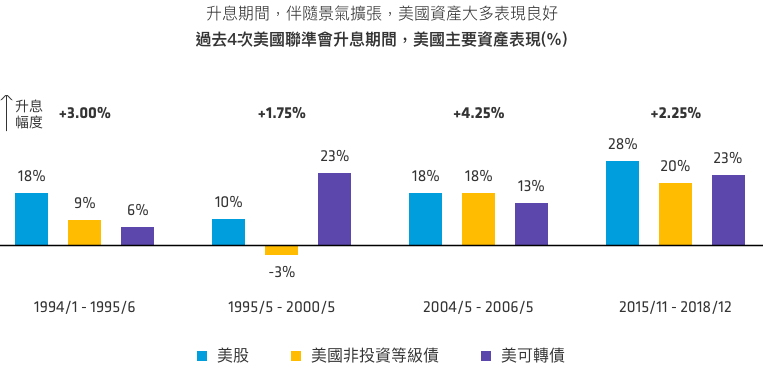 升息期間，伴隨景氣擴張，美國資產大多表現良好
過去4次美國聯準會升息期間，美國主要資產表現(%)
升息
幅度
+3.00%
+1.75%
+4.25%
+2.25%
18%
9%
6%
10%
-3%
23%
18%
18%
13%
28%
20%
23%
1994/1 - 1995/6
1995/5 - 2000/5
2004/5 - 2006/5
2015/11 - 2018/12
美股
美國非投資等級債
美可轉債